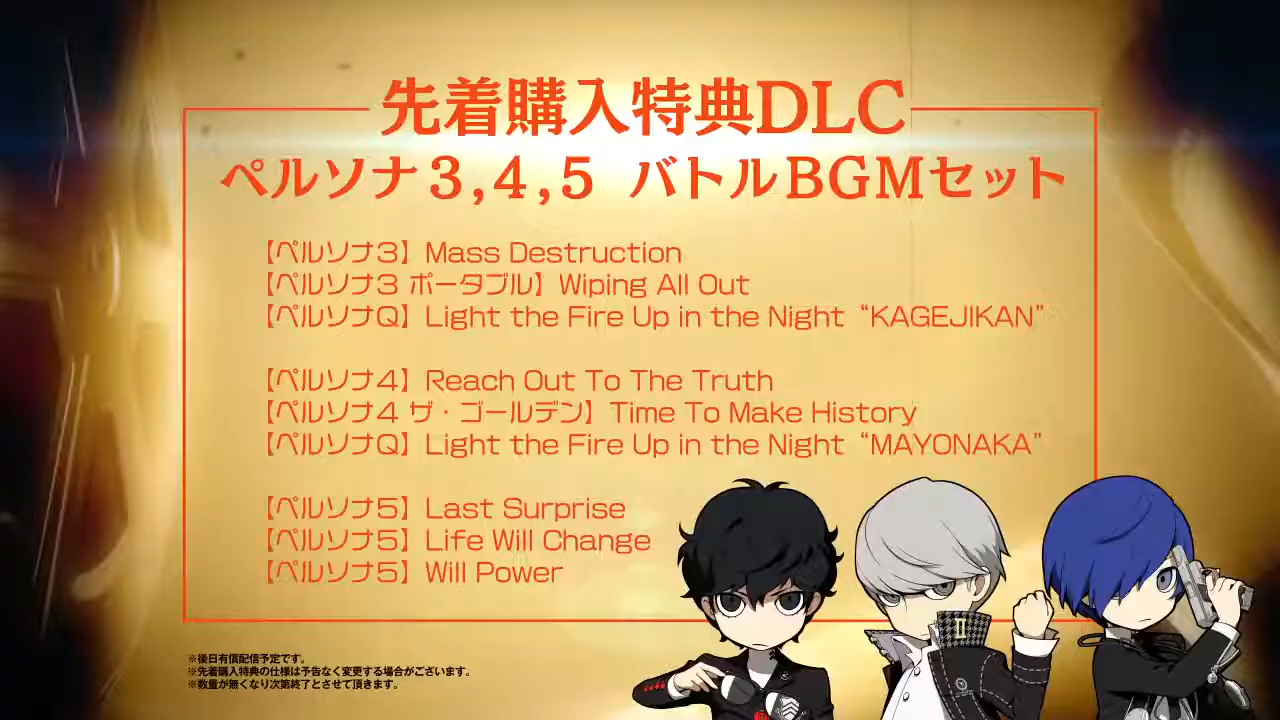 先着購入特典DLC
ペルソナ3,4,5 バトルBGMセット
【ペルソナ3】Mass Destruction
【ペルソナ3 ポータブル】Wiping All Out
【ペルソナQ】Light the Fire Up in the Night “KAGEJIKAN”
【ペルソナ4】Reach Out To The Truth
【ペルソナ4 ザ・ゴールデン】Time To Make History
【ペルソナQ】Light the Fire Up in the Night “MAYONAKA”
【ペルソナ5】Last Surprise
【ペルソナ5】Life Will Change
【ペルソナ5】Will Power
※後日有償配信予定です。
※先着購入特典の仕様は予告なく変更する場合がございます。
※数量が無くなり次第終了とさせて頂きます。
II